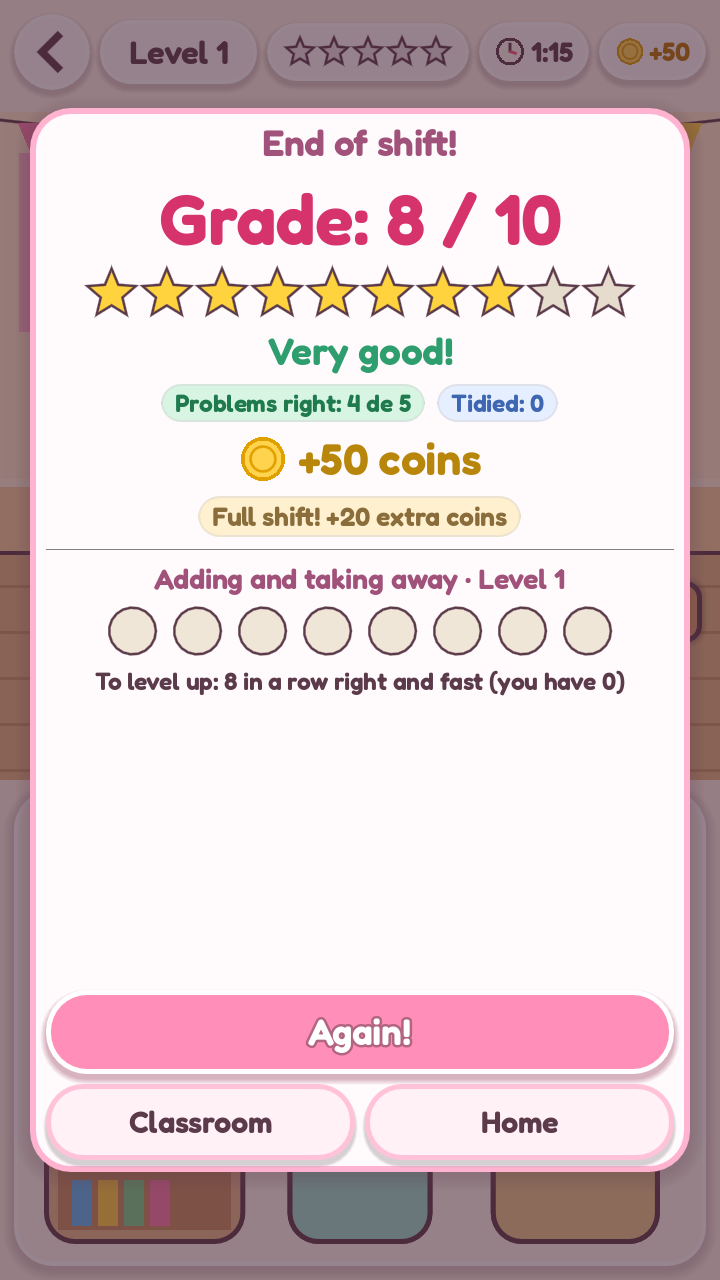 Level 1
1:15
+50
End of shift!
Grade: 8 / 10
Very good!
Problems right: 4 de 5
Tidied: 0
+50 coins
Full shift! +20 extra coins
Adding and taking away · Level 1
To level up: 8 in a row right and fast (you have 0)
Again!
Classroom
Home